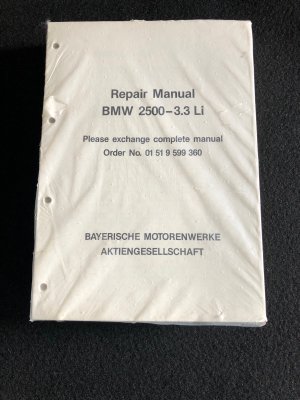 Repair Manual
BMW 2500–3.3 Li
Please exchange complete manual
Order No. 01 51 9 599 360
BAYERISCHE MOTORENWERKE
AKTIENGESELLSCHAFT